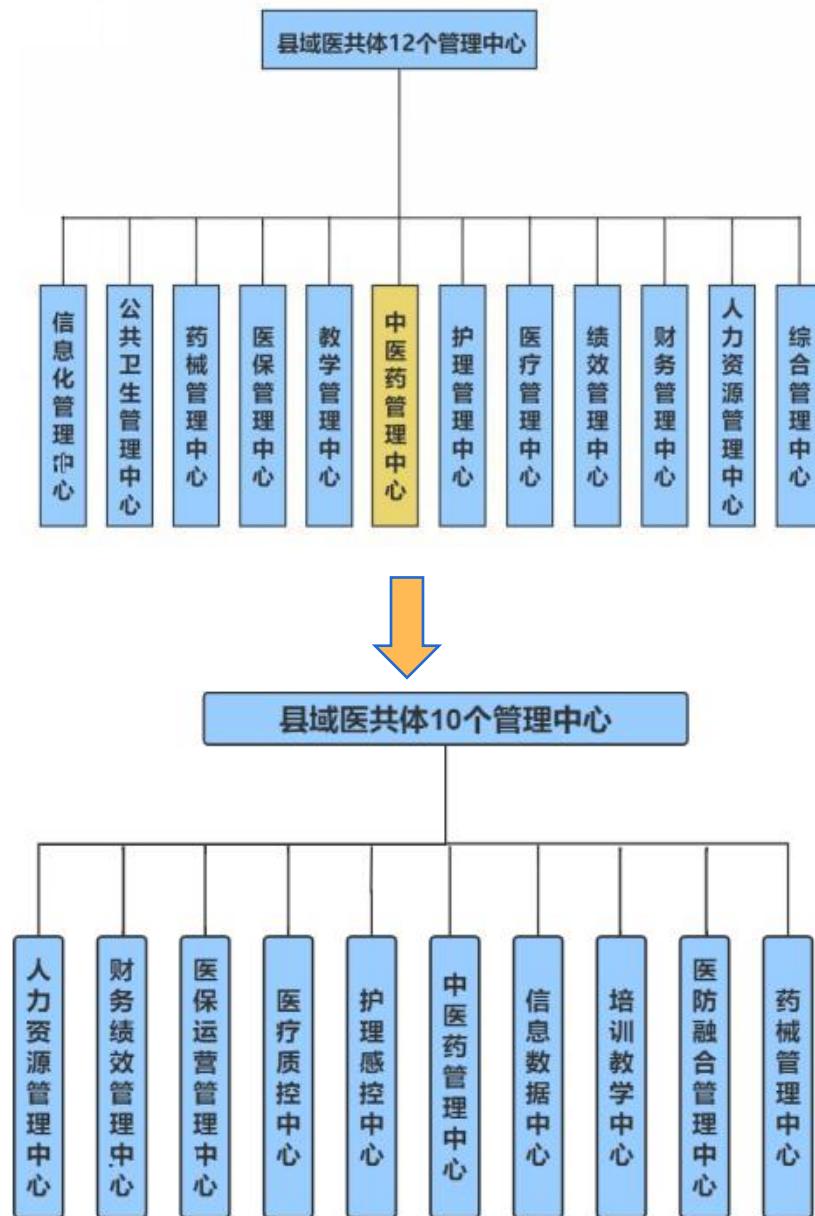 县域医共体12个管理中心
信息化管理中心
公共卫生管理中心
药械管理中心
医保管理中心
教学管理中心
中医药管理中心
护理管理中心
医疗管理中心
绩效管理中心
财务管理中心
人力资源管理中心
综合管理中心
县域医共体10个管理中心
人力资源管理中心
财务绩效管理中心
医保运营管理中心
医疗质控中心
护理感控中心
中医药管理中心
信息数据中心
培训教学中心
医防融合管理中心
药械管理中心